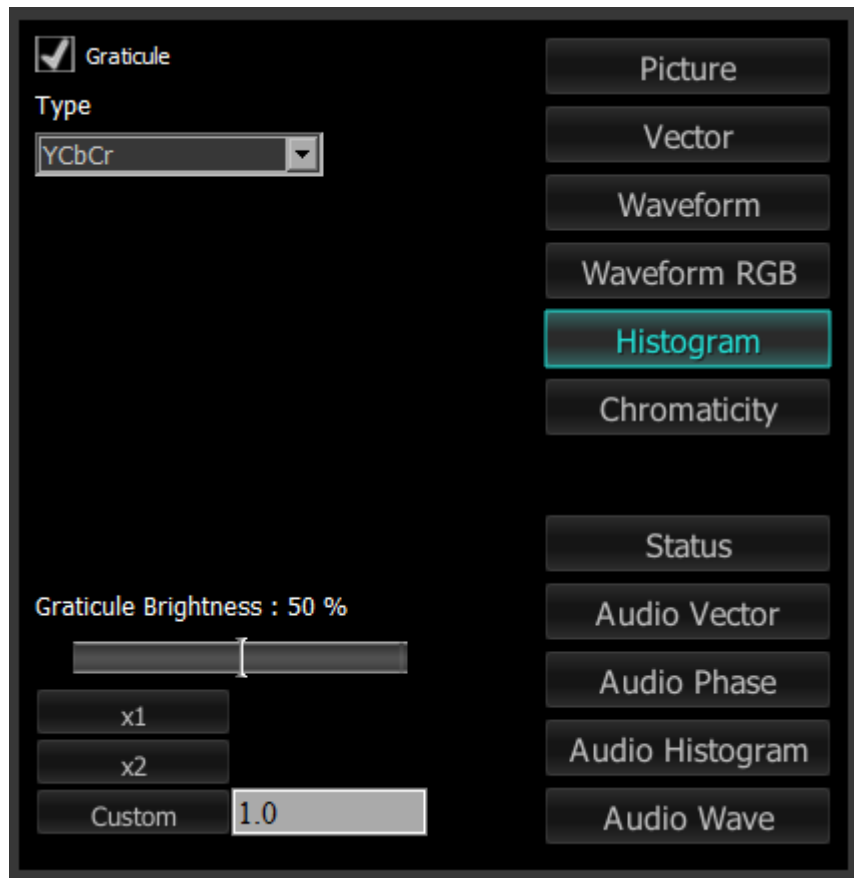 Graticule
Type
YCbCr
Graticule Brightness : 50 %
x1
x2
Custom
1.0
Picture
Vector
Waveform
Waveform RGB
Histogram
Chromaticity
Status
Audio Vector
Audio Phase
Audio Histogram
Audio Wave